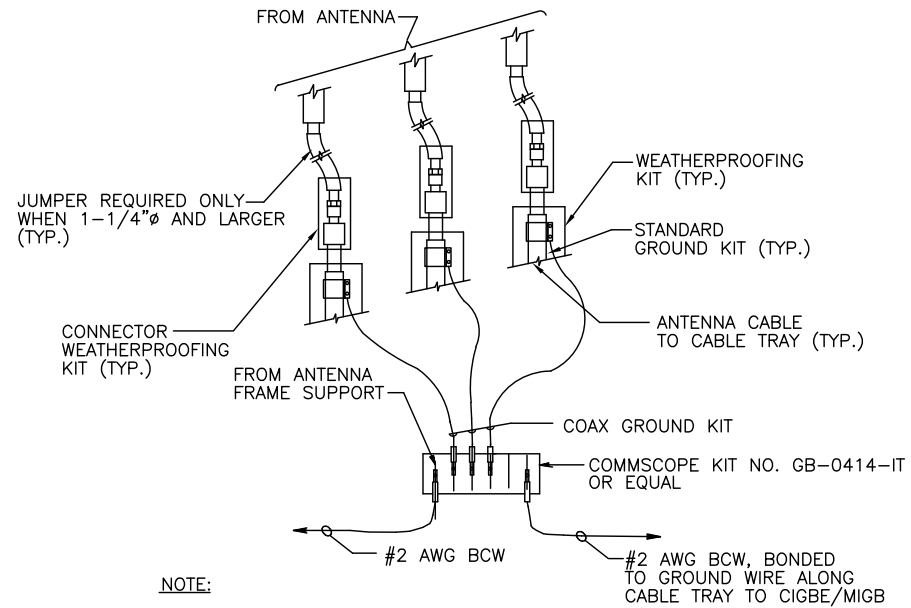 FROM ANTENNA
JUMPER REQUIRED ONLY
WHEN 1-1/4"ø AND LARGER
(TYP.)
WEATHERPROOFING
KIT (TYP.)
STANDARD
GROUND KIT (TYP.)
CONNECTOR
WEATHERPROOFING
KIT (TYP.)
ANTENNA CABLE
TO CABLE TRAY (TYP.)
FROM ANTENNA
FRAME SUPPORT
COAX GROUND KIT
COMMSCOPE KIT NO. GB-0414-IT
OR EQUAL
#2 AWG BCW
#2 AWG BCW, BONDED
TO GROUND WIRE ALONG
CABLE TRAY TO CIGBE/MIGB
NOTE: